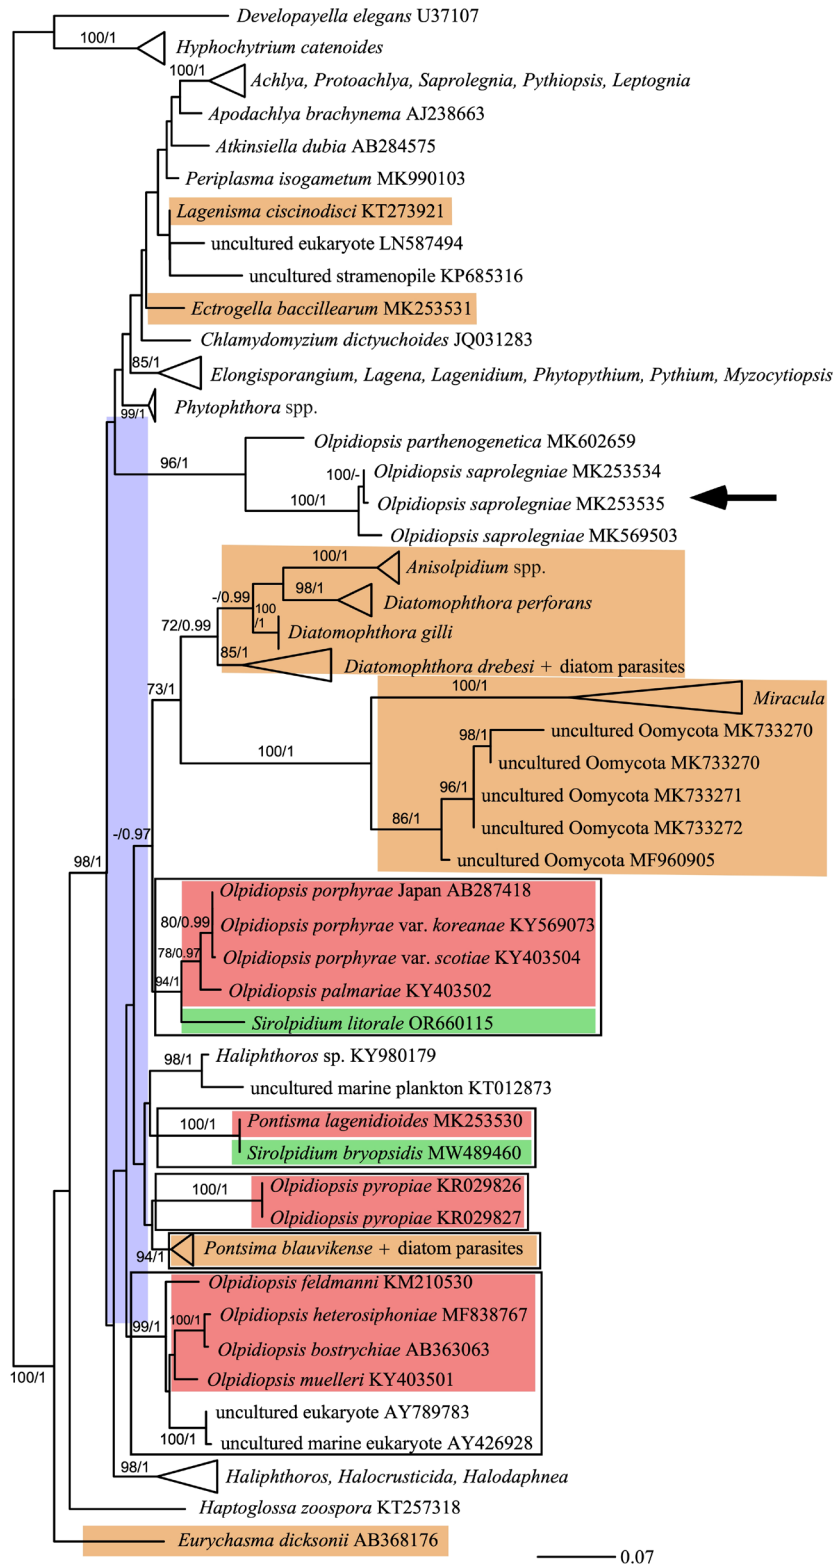 Developayella elegans U37107
100/1
Hyphochytrium catenoides
100/1
Achlya, Protoachlya, Saprolegnia, Pythiopsis, Leptognia
Apodachlya brachynema AJ238663
Atkinsiella dubia AB284575
Periplasma isogametum MK990103
Lagenisma ciscinodisci KT273921
uncultured eukaryote LN587494
uncultured stramenopile KP685316
Ectrogella baccillearum MK253531
Chlamydomyzium dictyuchoides JQ031283
85/1
Elongisporangium, Lagena, Lagenidium, Phytopythium, Pythium, Myzocytiopsis
99/1
Phytophthora spp.
96/1
Olpidiopsis parthenogenetica MK602659
100/-
Olpidiopsis saprolegniae MK253534
100/1
Olpidiopsis saprolegniae MK253535
Olpidiopsis saprolegniae MK569503
100/1
Anisolpidium spp.
-/0.99
98/1
Diatomophthora perforans
100
/1
72/0.99
Diatomophthora gilli
85/1
Diatomophthora drebesi + diatom parasites
73/1
100/1
Miracula
98/1
uncultured Oomycota MK733270
100/1
uncultured Oomycota MK733270
96/1
uncultured Oomycota MK733271
86/1
uncultured Oomycota MK733272
-/0.97
uncultured Oomycota MF960905
98/1
Olpidiopsis porphyrae Japan AB287418
80/0.99
Olpidiopsis porphyrae var. koreanae KY569073
78/0.97
Olpidiopsis porphyrae var. scotiae KY403504
94/1
Olpidiopsis palmariae KY403502
Sirolpidium litorale OR660115
98/1
Haliphthoros sp. KY980179
uncultured marine plankton KT012873
100/1
Pontisma lagenidioides MK253530
Sirolpidium bryopsidis MW489460
100/1
Olpidiopsis pyropiae KR029826
Olpidiopsis pyropiae KR029827
94/1
Pontsima blauvikense + diatom parasites
Olpidiopsis feldmanni KM210530
99/1
100/1
Olpidiopsis heterosiphoniae MF838767
Olpidiopsis bostrychiae AB363063
100/1
Olpidiopsis muelleri KY403501
uncultured eukaryote AY789783
100/1
uncultured marine eukaryote AY426928
98/1
Haliphthoros, Halocrusticida, Halodaphnea
Haptoglossa zoospora KT257318
Eurychasma dicksonii AB368176
0.07